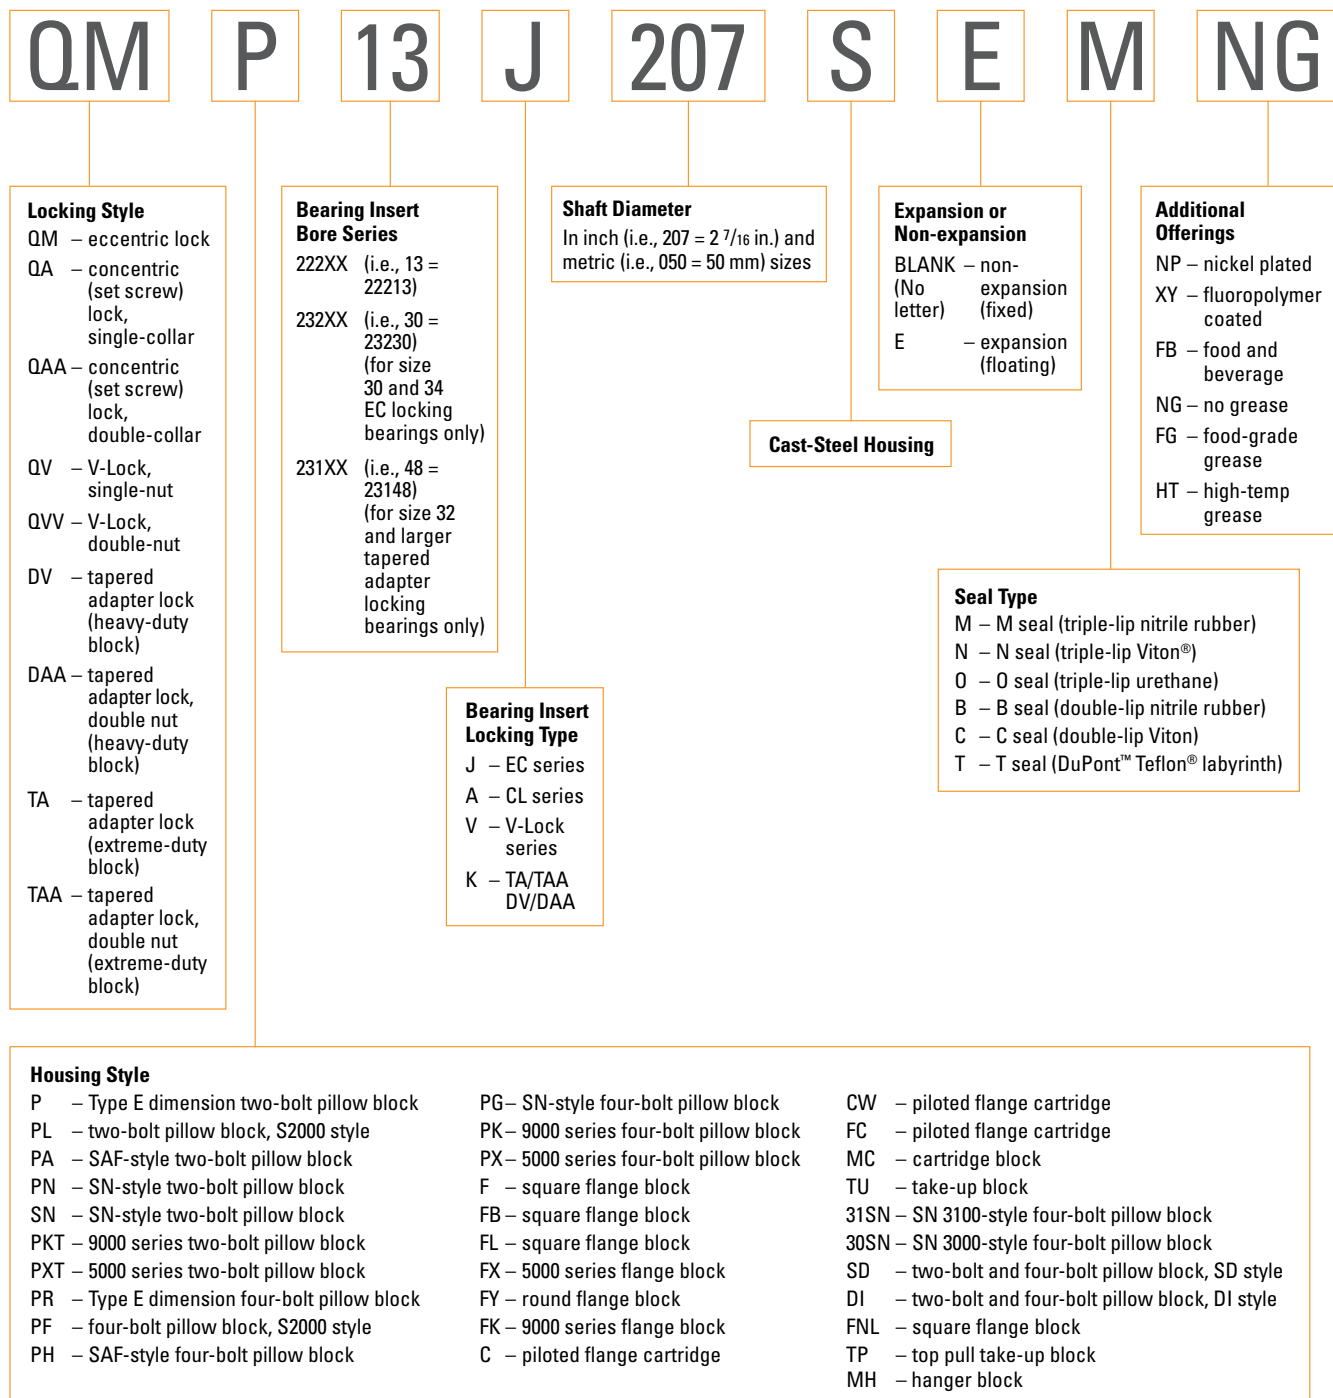 QM P 13 J 207 S E M NG
Locking Style
QM – eccentric lock
QA – concentric
(set screw)
lock,
single-collar
QAA – concentric
(set screw)
lock,
double-collar
QV – V-Lock,
single-nut
QVV – V-Lock,
double-nut
DV – tapered
adapter lock
(heavy-duty
block)
DAA – tapered
adapter lock,
double nut
(heavy-duty
block)
TA – tapered
adapter lock
(extreme-duty
block)
TAA – tapered
adapter lock,
double nut
(extreme-duty
block)
Bearing Insert
Bore Series
222XX (i.e., 13 =
22213)
232XX (i.e., 30 =
23230)
(for size
30 and 34
EC locking
bearings only)
231XX (i.e., 48 =
23148)
(for size 32
and larger
tapered
adapter
locking
bearings only)
Bearing Insert
Locking Type
J – EC series
A – CL series
V – V-Lock
series
K – TA/TAA
DV/DAA
Shaft Diameter
In inch (i.e., 207 = 2 7/16 in.) and
metric (i.e., 050 = 50 mm) sizes
Cast-Steel Housing
Expansion or
Non-expansion
BLANK – non-
(No expansion
letter) (fixed)
E – expansion
(floating)
Seal Type
M – M seal (triple-lip nitrile rubber)
N – N seal (triple-lip Viton®)
O – O seal (triple-lip urethane)
B – B seal (double-lip nitrile rubber)
C – C seal (double-lip Viton)
T – T seal (DuPont™ Teflon® labyrinth)
Additional
Offerings
NP – nickel plated
XY – fluoropolymer
coated
FB – food and
beverage
NG – no grease
FG – food-grade
grease
HT – high-temp
grease
Housing Style
P – Type E dimension two-bolt pillow block
PL – two-bolt pillow block, S2000 style
PA – SAF-style two-bolt pillow block
PN – SN-style two-bolt pillow block
SN – SN-style two-bolt pillow block
PKT – 9000 series two-bolt pillow block
PXT – 5000 series two-bolt pillow block
PR – Type E dimension four-bolt pillow block
PF – four-bolt pillow block, S2000 style
PH – SAF-style four-bolt pillow block
PG – SN-style four-bolt pillow block
PK – 9000 series four-bolt pillow block
PX – 5000 series four-bolt pillow block
F – square flange block
FB – square flange block
FL – square flange block
FX – 5000 series flange block
FY – round flange block
FK – 9000 series flange block
C – piloted flange cartridge
CW – piloted flange cartridge
FC – piloted flange cartridge
MC – cartridge block
TU – take-up block
31SN – SN 3100-style four-bolt pillow block
30SN – SN 3000-style four-bolt pillow block
SD – two-bolt and four-bolt pillow block, SD style
DI – two-bolt and four-bolt pillow block, DI style
FNL – square flange block
TP – top pull take-up block
MH – hanger block